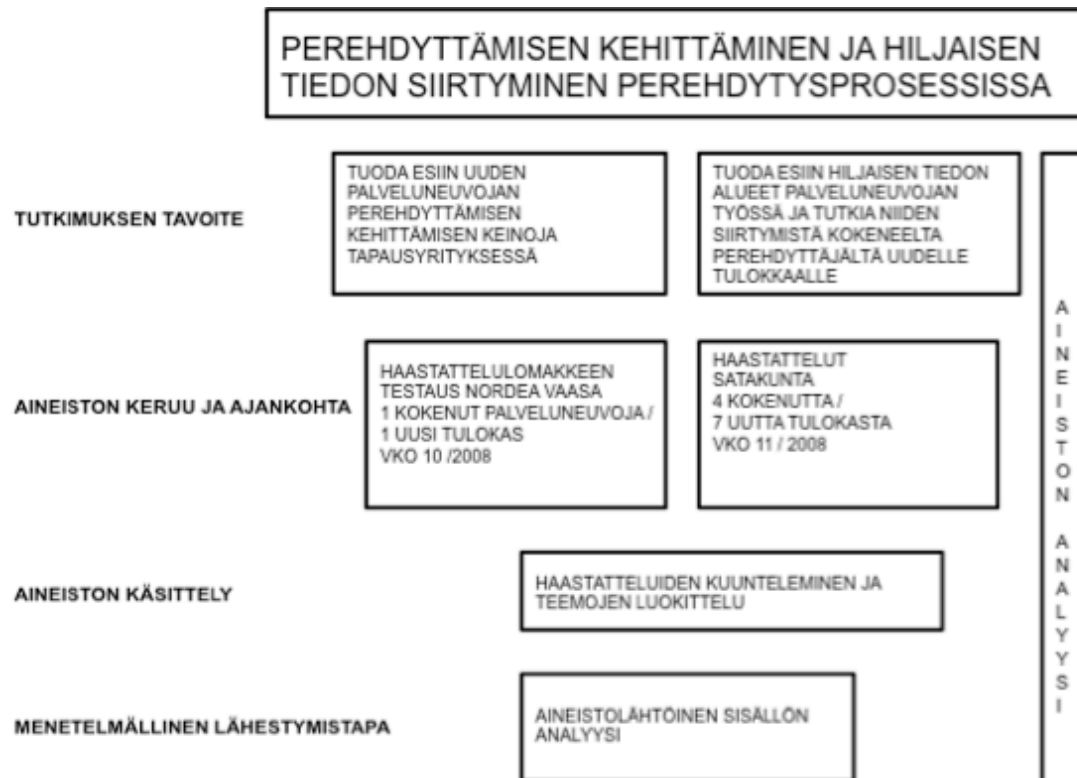 PEREHDYTTÄMISEN KEHITTÄMINEN JA HILJAISEN
TIEDON SIIRTYMINEN PEREHDYTYSPROSESSISSA
TUTKIMUKSEN TAVOITE
TUODA ESIIN UUDEN
PALVELUNEUVOJAN
PEREHDYTTÄMISEN
KEHITTÄMISEN KEINOJA
TAPAUSYRITYKSESSÄ
TUODA ESIIN HILJAISEN TIEDON
ALUEET PALVELUNEUVOJAN
TYÖSSÄ JA TUTKIA NIIDEN
SIIRTYMISTÄ KOKENEELTA
PEREHDYTTÄJÄLTÄ UUDELLE
TULOKKAALLE
AINEISTON KERUU JA AJANKOHTA
HAASTATTELULOMAKKEEN
TESTAUS NORDEA VAASA
1 KOKENUT PALVELUNEUVOJA /
1 UUSI TULOKAS
VKO 10 /2008
HAASTATTELUT
SATAKUNTA
4 KOKENUTTA /
7 UUTTA TULOKASTA
VKO 11 / 2008
AINEISTON KÄSITTELY
HAASTATTELUIDEN KUUNTELEMINEN JA
TEEMOJEN LUOKITTELU
MENETELMÄLLINEN LÄHESTYMISTAPA
AINEISTOLÄHTÖINEN SISÄLLÖN
ANALYYSI
AINEISTON ANALYYSI